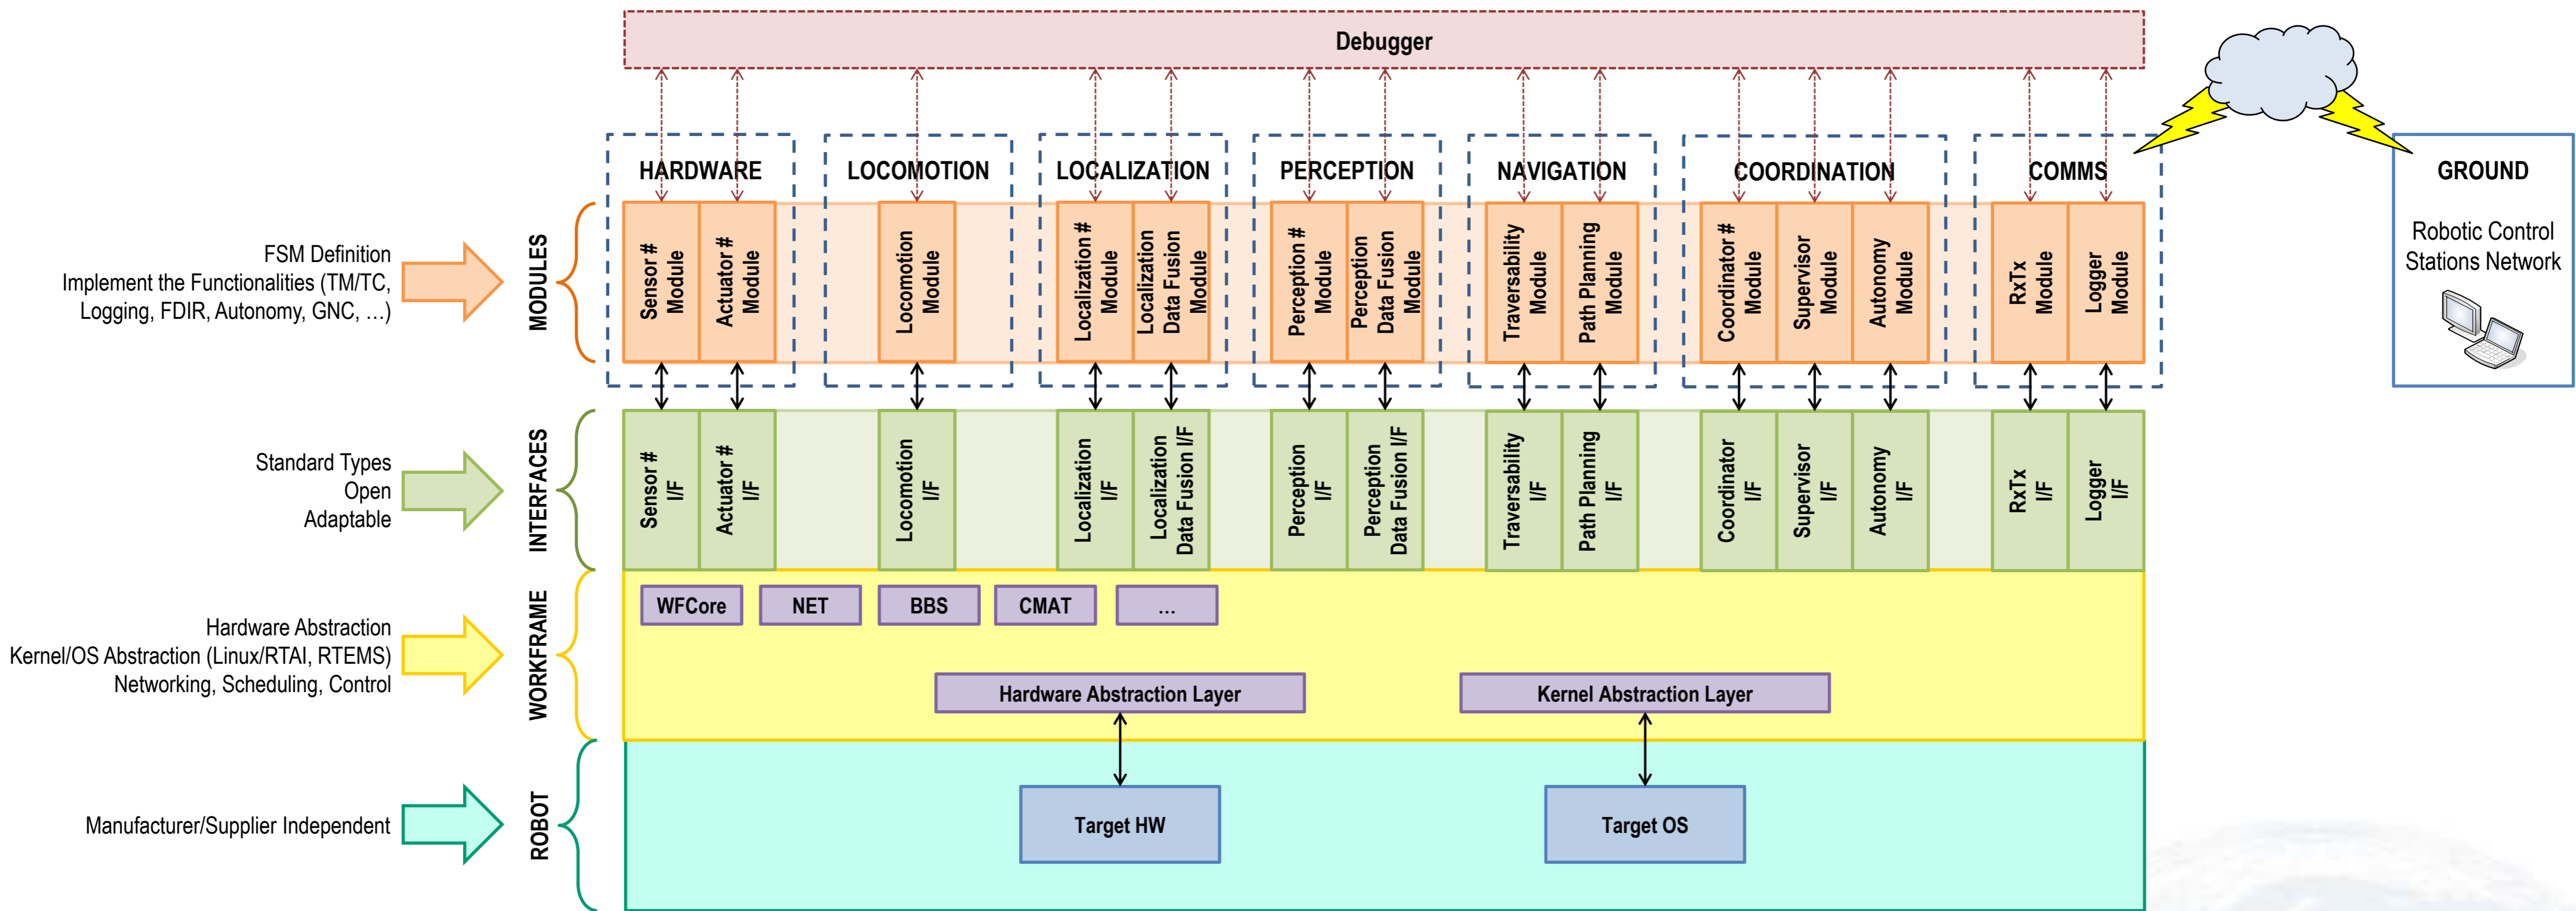 Debugger
HARDWARE
LOCOMOTION
LOCALIZATION
PERCEPTION
NAVIGATION
COORDINATION
COMMS
GROUND
Robotic Control
Stations Network
FSM Definition
Implement the Functionalities (TM/TC,
Logging, FDIR, Autonomy, GNC, …)
MODULES
Sensor #
Module
Actuator #
Module
Locomotion
Module
Localization #
Module
Localization
Data Fusion
Module
Perception #
Module
Perception
Data Fusion
Module
Traversability
Module
Path Planning
Module
Coordinator #
Module
Supervisor
Module
Autonomy
Module
RxTx
Module
Logger
Module
Standard Types
Open
Adaptable
INTERFACES
Sensor #
I/F
Actuator #
I/F
Locomotion
I/F
Localization
I/F
Localization
Data Fusion I/F
Perception
I/F
Perception
Data Fusion I/F
Traversability
I/F
Path Planning
I/F
Coordinator
I/F
Supervisor
I/F
Autonomy
I/F
RxTx
I/F
Logger
I/F
Hardware Abstraction
Kernel/OS Abstraction (Linux/RTAI, RTEMS)
Networking, Scheduling, Control
WORKFRAME
WFCore
NET
BBS
CMAT
…
Hardware Abstraction Layer
Kernel Abstraction Layer
Manufacturer/Supplier Independent
ROBOT
Target HW
Target OS